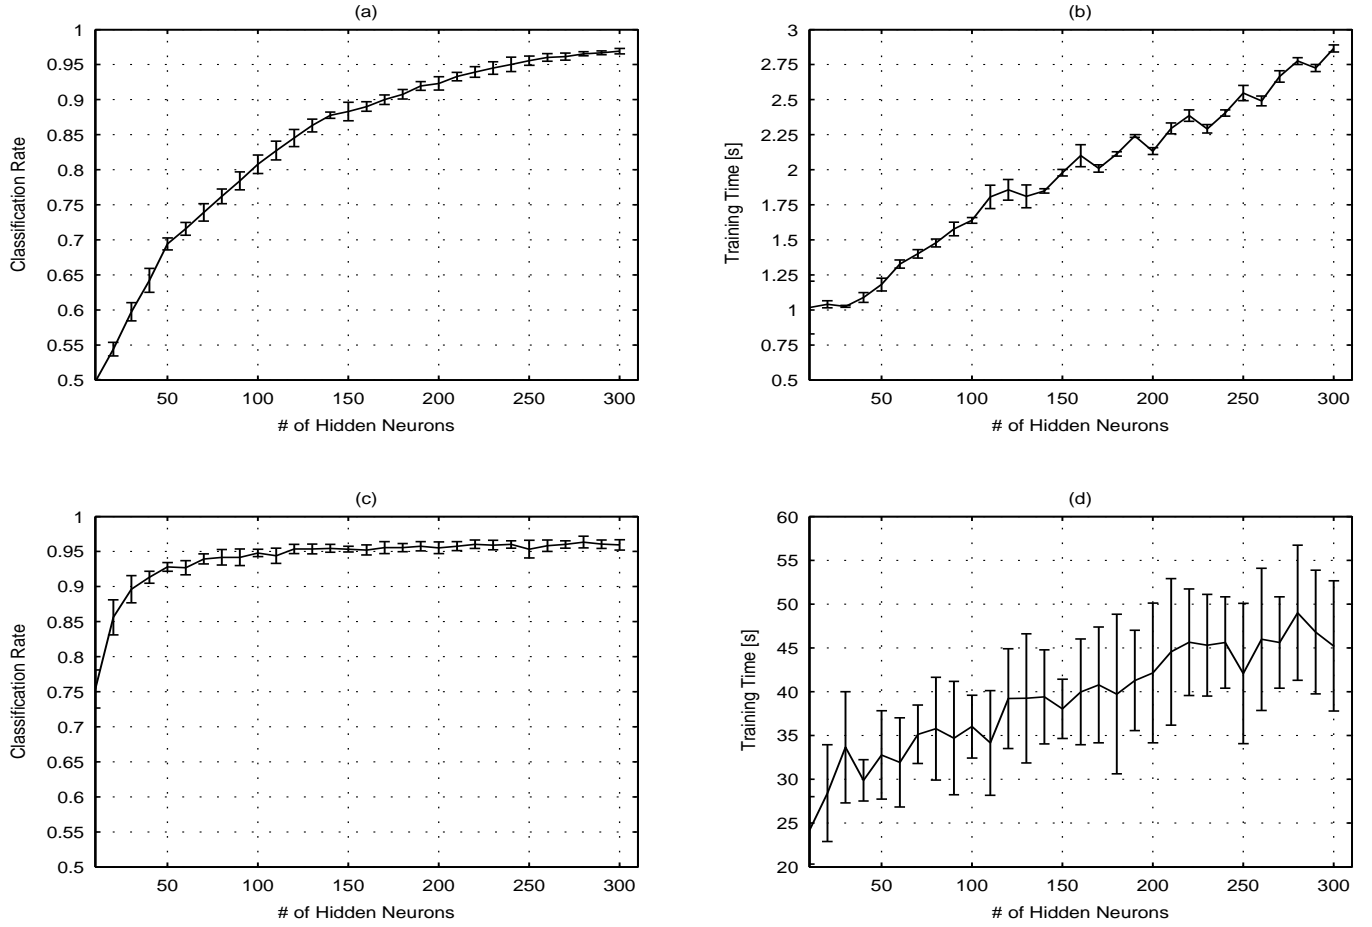 (a)
1
0.95
0.9
0.85
0.8
0.75
0.7
0.65
0.6
0.55
0.5
Classification Rate
50 100 150 200 250 300
# of Hidden Neurons
(b)
3
2.75
2.5
2.25
2
1.75
1.5
1.25
1
0.75
0.5
Training Time [s]
50 100 150 200 250 300
# of Hidden Neurons
(c)
1
0.95
0.9
0.85
0.8
0.75
0.7
0.65
0.6
0.55
0.5
Classification Rate
50 100 150 200 250 300
# of Hidden Neurons
(d)
60
55
50
45
40
35
30
25
20
Training Time [s]
50 100 150 200 250 300
# of Hidden Neurons